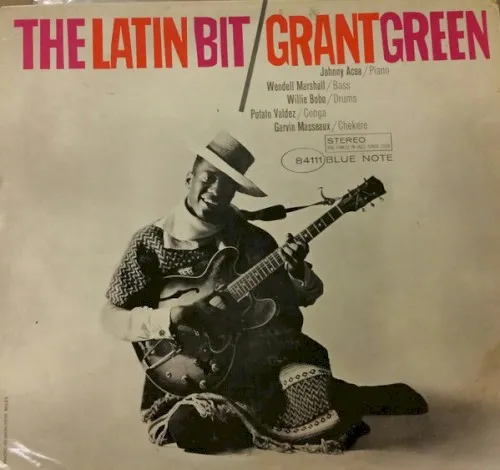 THE LATIN BIT / GRANT GREEN
Johnny Acea / Piano
Wendell Marshall / Bass
Willie Bobo / Drums
Potato Valdez / Conga
Garvin Masseaux / Chekere
STEREO
84111 BLUE NOTE